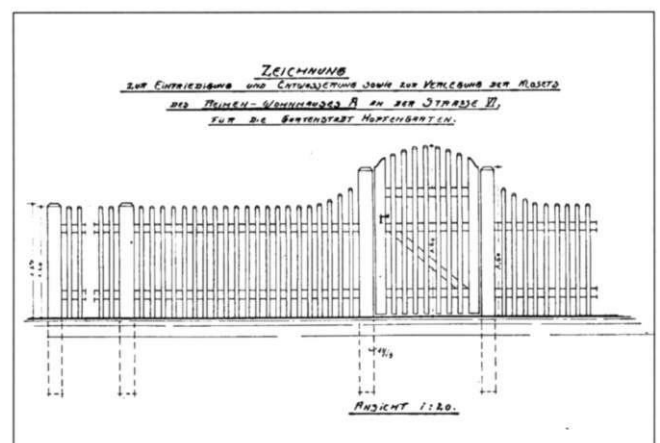 ZEICHNUNG
ZUR EINFRIEDIGUNG UND ENTWÄSSERUNG SOWIE ZUR VERLEGUNG DER KLOSETS
DES REIHEN-WOHNHAUSES A AN DER STRASSE VI,
FÜR DIE GARTENSTADT HOPFENGARTEN.
ANSICHT 1:20.